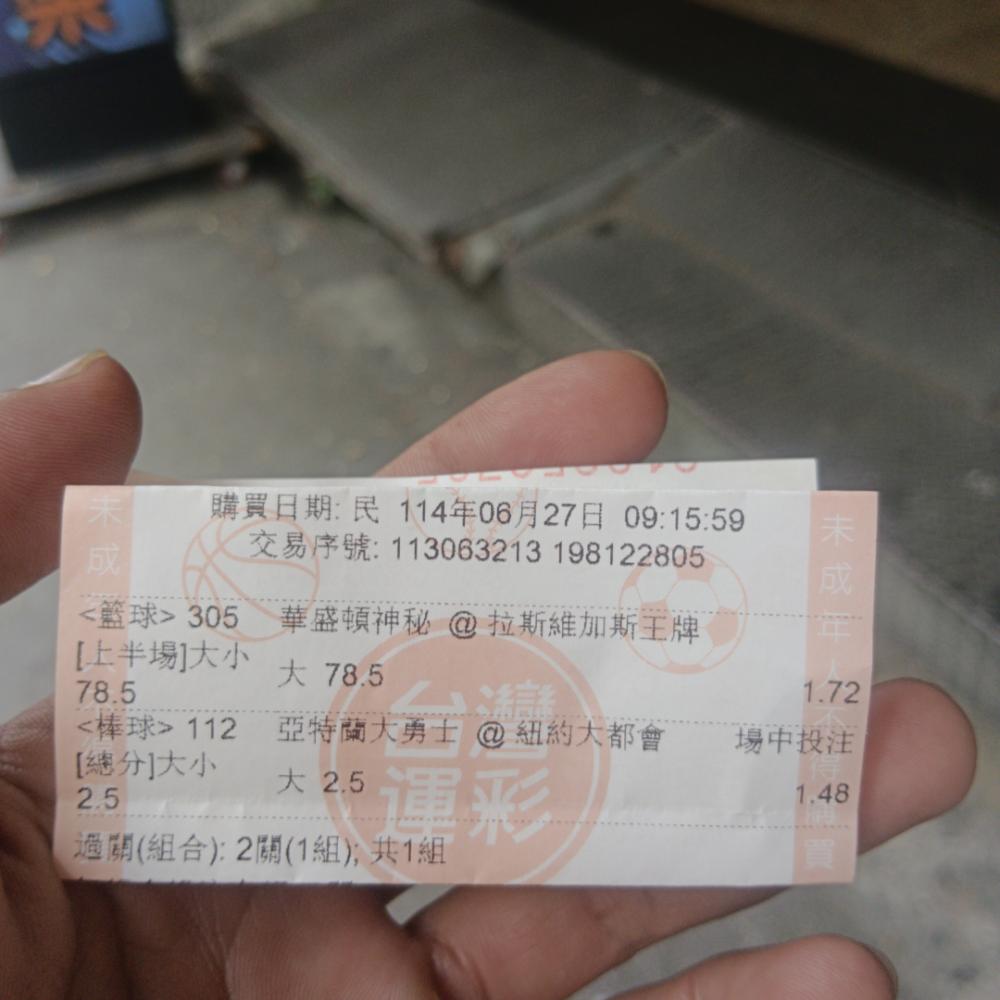 購買日期: 民 114年06月27日 09:15:59
交易序號: 113063213 198122805
<籃球> 305 華盛頓神秘 @ 拉斯維加斯王牌
[上半場]大小
78.5
大 78.5
1.72
<棒球> 112 亞特蘭大勇士 @ 紐約大都會 場中投注
[總分]大小
2.5
大 2.5
1.48
過關(組合): 2關(1組); 共1組
台灣
運彩
未成
未成年人不得購買